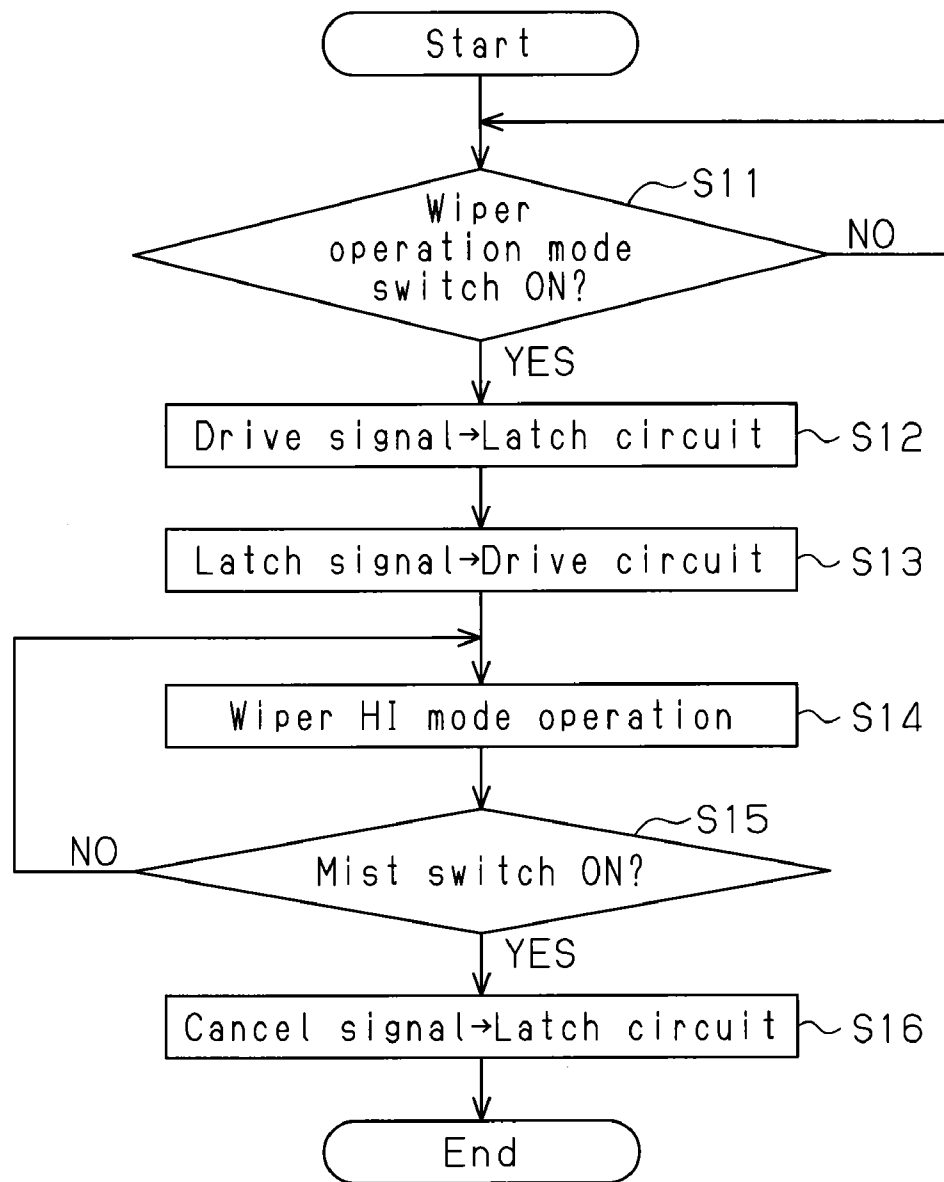 Start
S11
Wiper
operation mode
switch ON?
NO
YES
Drive signal→Latch circuit
S12
Latch signal→Drive circuit
S13
Wiper HI mode operation
S14
S15
NO
Mist switch ON?
YES
Cancel signal→Latch circuit
S16
End